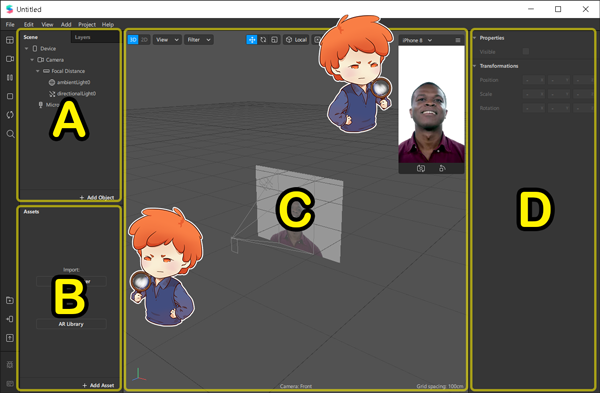 Untitled
File Edit View Add Project Help
Scene Layers
Device
Camera
Focal Distance
ambientLight0
directionalLight0
A
+ Add Object
Assets
Import:
B
AR Library
+ Add Asset
3D 2D View Filter Local
C
Camera: Front
Grid spacing: 100cm
iPhone 8
Properties
Visible
Transformations
Position
Scale
Rotation
D